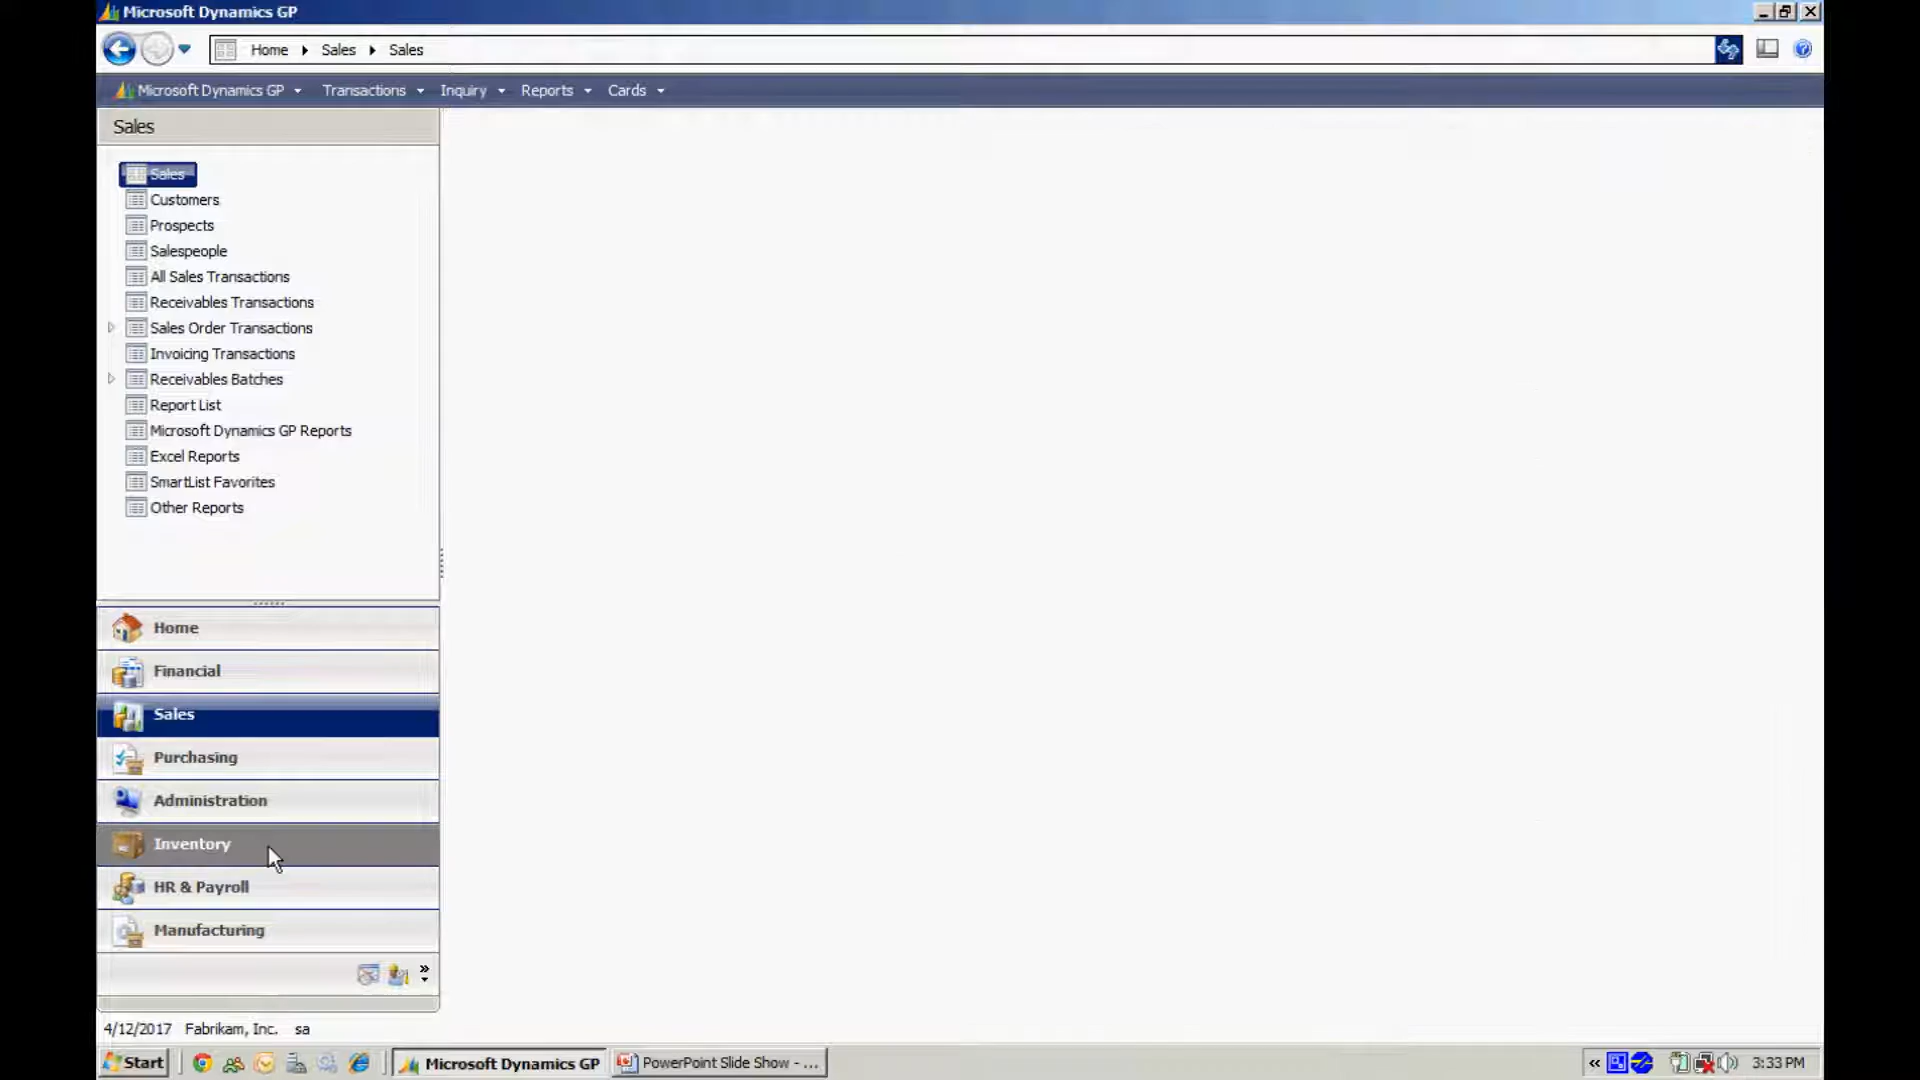 Microsoft Dynamics GP
Home Sales Sales
Microsoft Dynamics GP Transactions Inquiry Reports Cards
Sales
Sales
Customers
Prospects
Salespeople
All Sales Transactions
Receivables Transactions
Sales Order Transactions
Invoicing Transactions
Receivables Batches
Report List
Microsoft Dynamics GP Reports
Excel Reports
SmartList Favorites
Other Reports
Home
Financial
Sales
Purchasing
Administration
Inventory
HR & Payroll
Manufacturing
4/12/2017 Fabrikam, Inc. sa
Start Microsoft Dynamics GP PowerPoint Slide Show - ... 3:33 PM